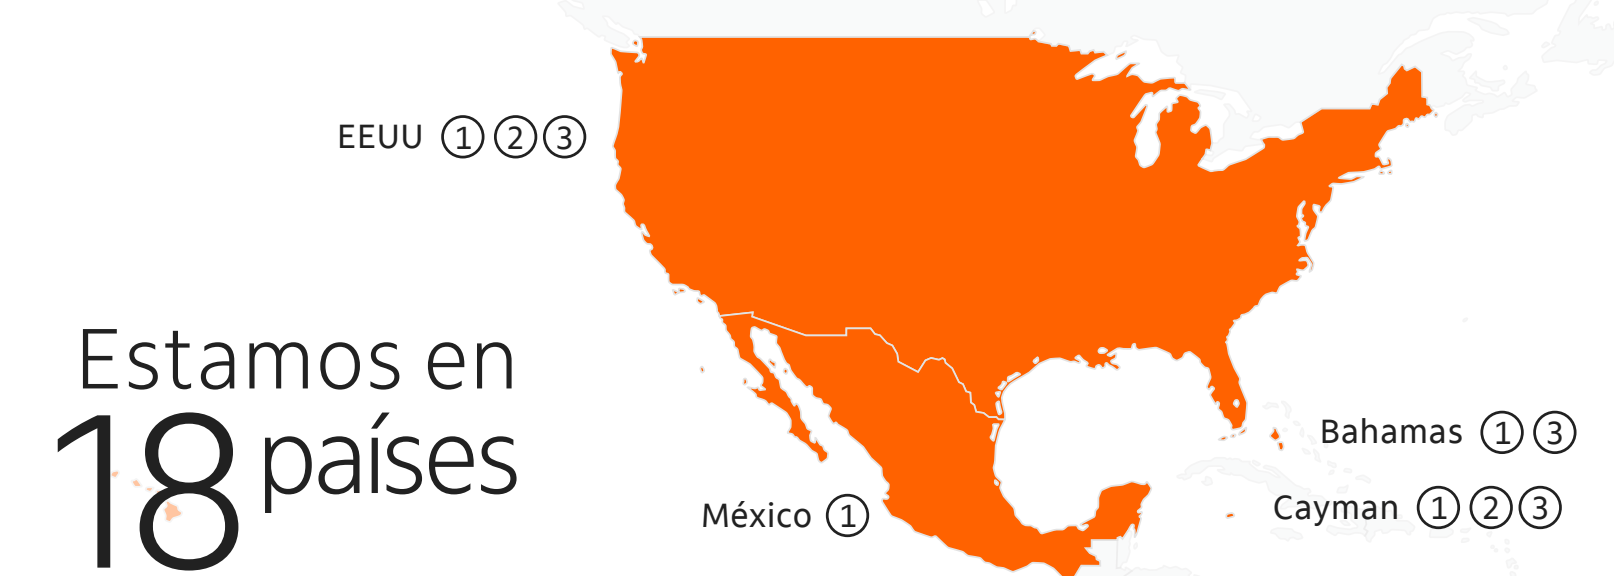 EEUU ① ② ③
Estamos en
18 países
Bahamas ① ③
México ①
Cayman ① ② ③